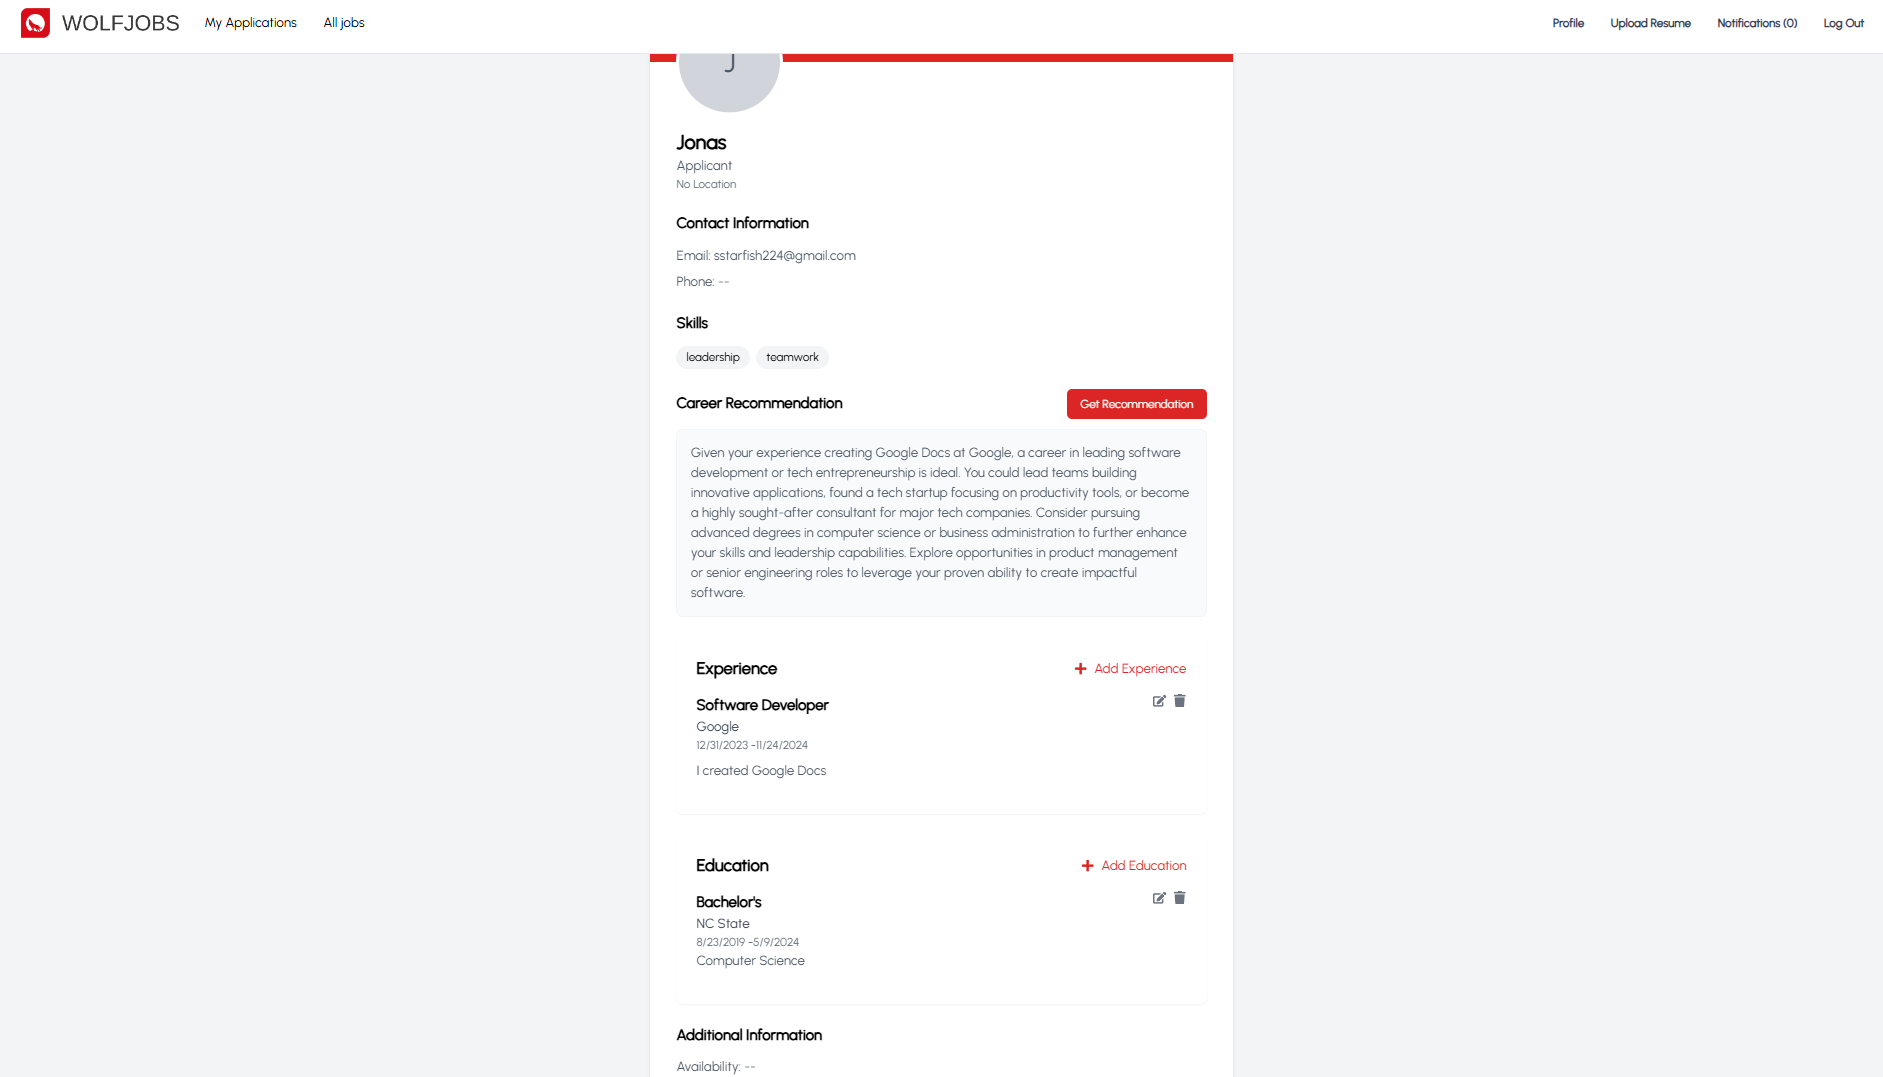 WOLFJOBS My Applications All jobs Profile Upload Resume Notifications (0) Log Out
J
Jonas
Applicant
No Location
Contact Information
Email: sstarfish224@gmail.com
Phone: --
Skills
leadership teamwork
Career Recommendation Get Recommendation
Given your experience creating Google Docs at Google, a career in leading software
development or tech entrepreneurship is ideal. You could lead teams building
innovative applications, found a tech startup focusing on productivity tools, or become
a highly sought-after consultant for major tech companies. Consider pursuing
advanced degrees in computer science or business administration to further enhance
your skills and leadership capabilities. Explore opportunities in product management
or senior engineering roles to leverage your proven ability to create impactful
software.
Experience + Add Experience
Software Developer
Google
12/31/2023 -11/24/2024
I created Google Docs
Education + Add Education
Bachelor's
NC State
8/23/2019 -5/9/2024
Computer Science
Additional Information
Availability: --